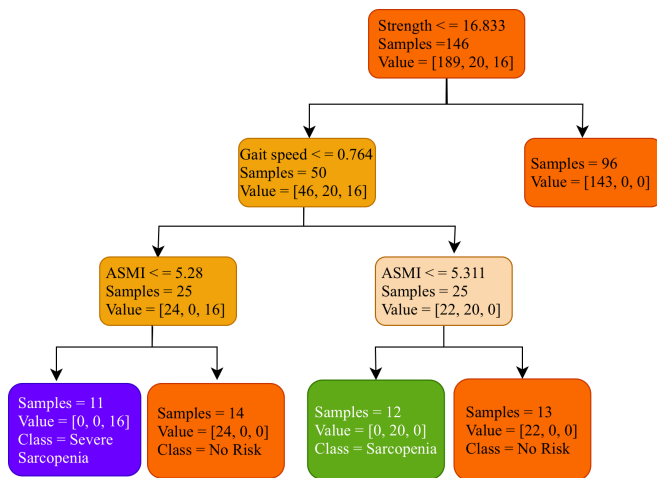 Strength < = 16.833
Samples =146
Value = [189, 20, 16]
Gait speed < = 0.764
Samples = 50
Value = [46, 20, 16]
Samples = 96
Value = [143, 0, 0]
ASMI < = 5.28
Samples = 25
Value = [24, 0, 16]
ASMI < = 5.311
Samples = 25
Value = [22, 20, 0]
Samples = 11
Value = [0, 0, 16]
Class = Severe
Sarcopenia
Samples = 14
Value = [24, 0, 0]
Class = No Risk
Samples = 12
Value = [0, 20, 0]
Class = Sarcopenia
Samples = 13
Value = [22, 0, 0]
Class = No Risk